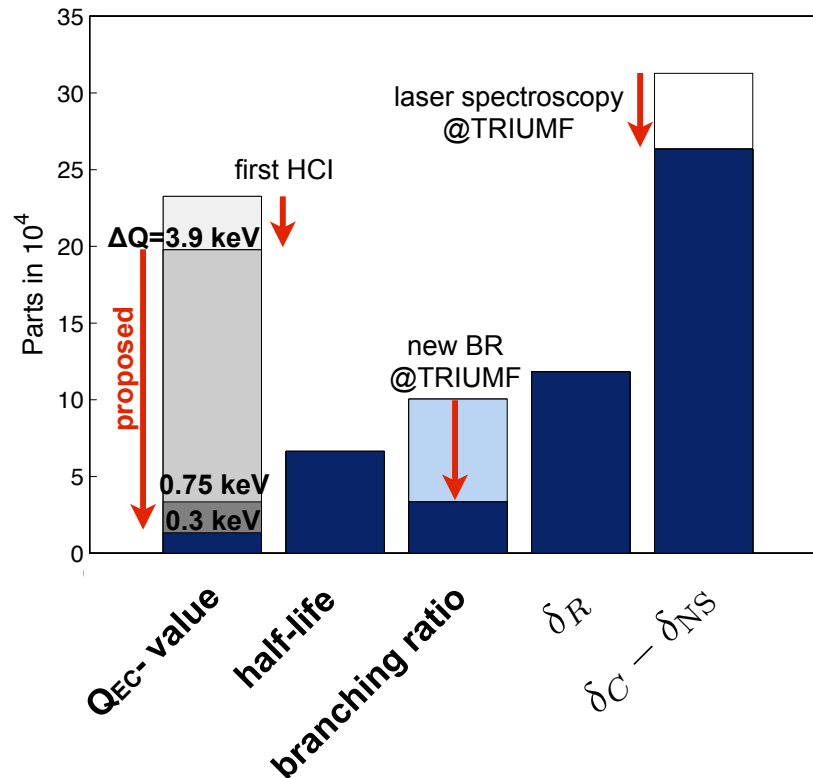 35
30
25
20
15
10
5
0
Parts in 10⁴
first HCI
ΔQ=3.9 keV
proposed
0.75 keV
0.3 keV
new BR
@TRIUMF
laser spectroscopy
@TRIUMF
QEC- value
half-life
branching ratio
δR
δC − δNS